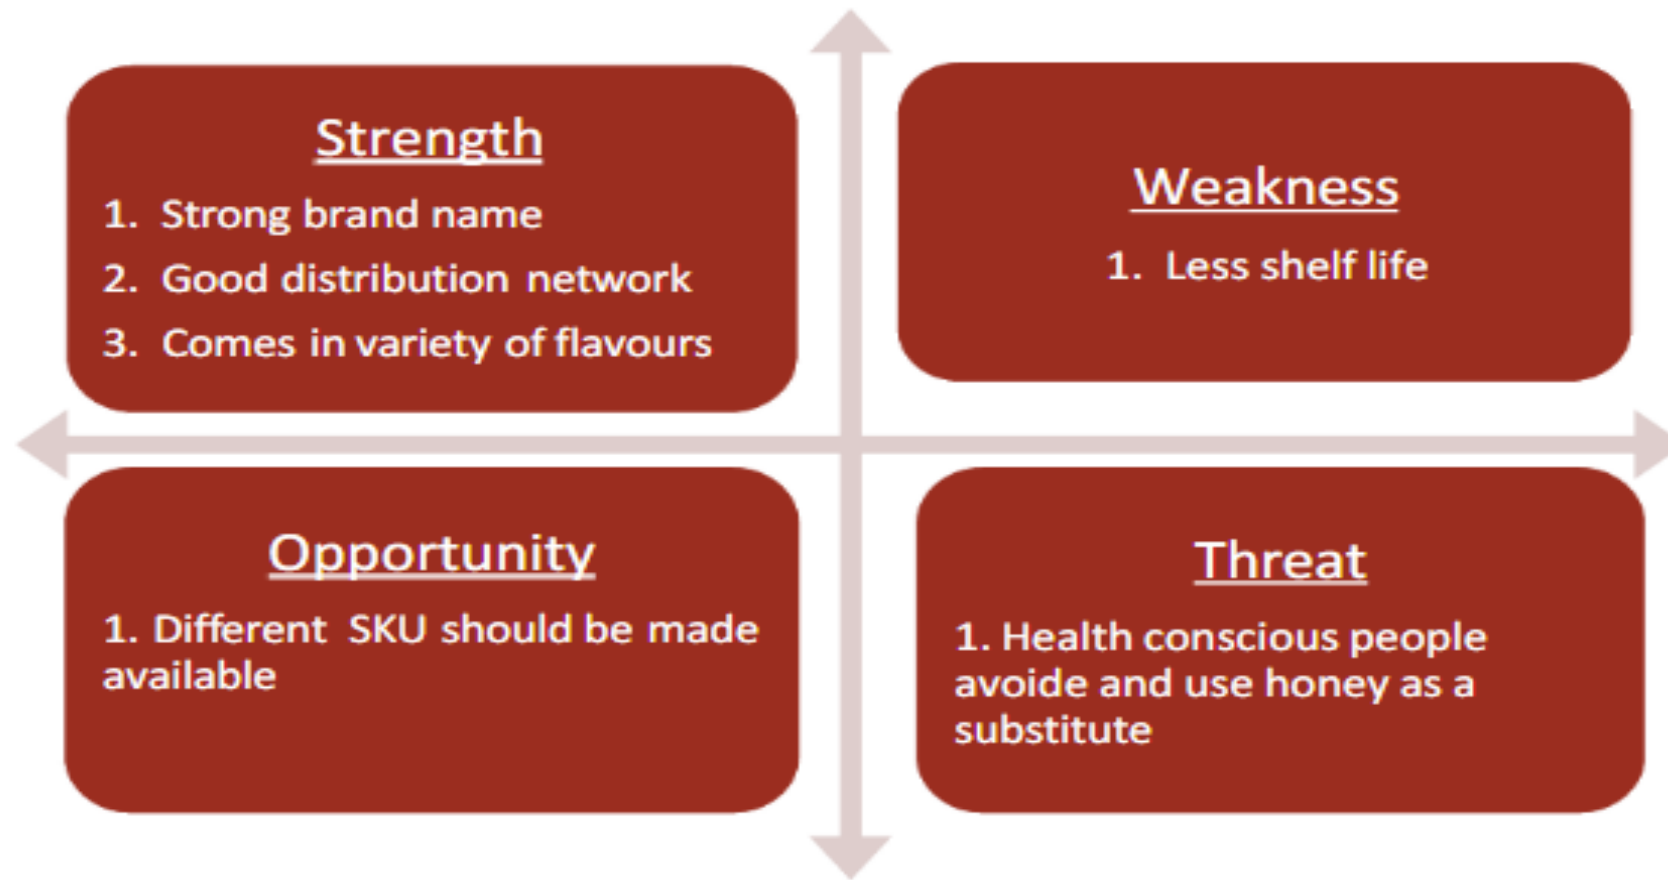 Strength
1. Strong brand name
2. Good distribution network
3. Comes in variety of flavours
Weakness
1. Less shelf life
Opportunity
1. Different SKU should be made
available
Threat
1. Health conscious people
avoide and use honey as a
substitute